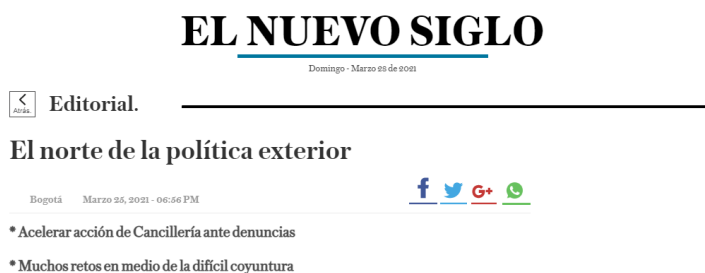 EL NUEVO SIGLO
Domingo - Marzo 28 de 2021
Atrás.
Editorial.
El norte de la política exterior
Bogotá Marzo 25, 2021 - 06:56 PM
f G+
* Acelerar acción de Cancillería ante denuncias
* Muchos retos en medio de la difícil coyuntura